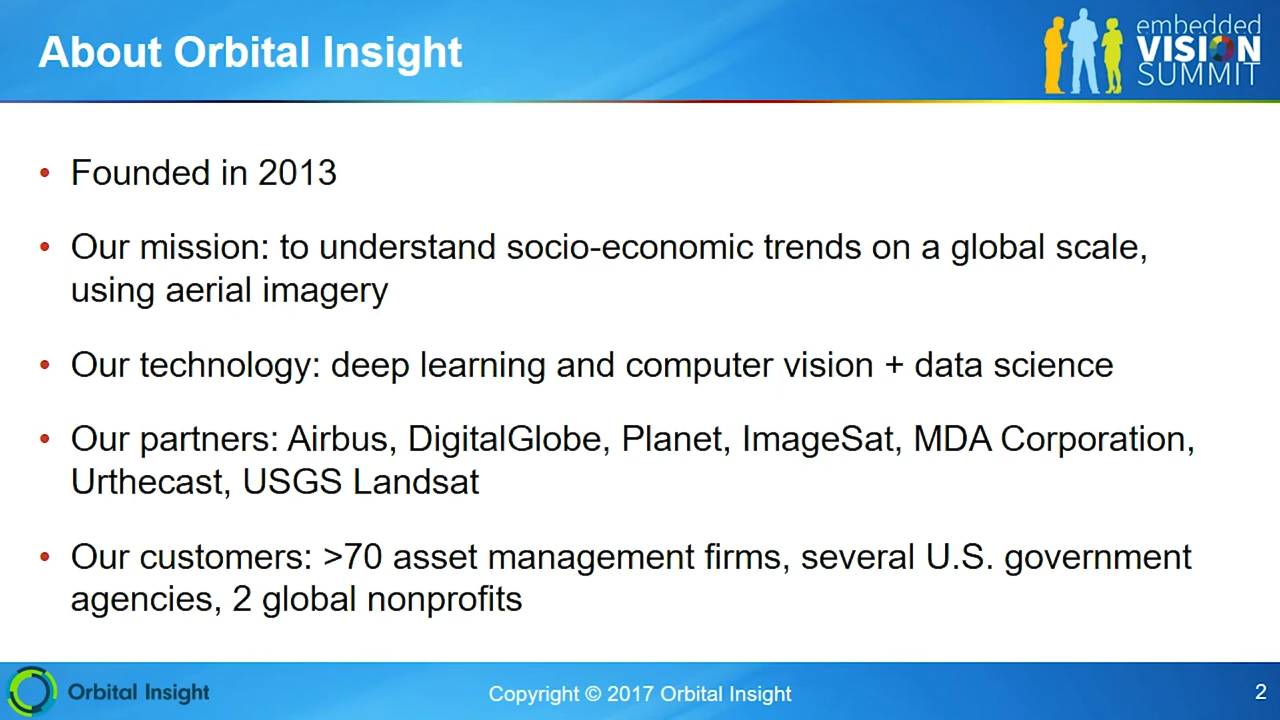 About Orbital Insight
embedded
VISION
SUMMIT
• Founded in 2013
• Our mission: to understand socio-economic trends on a global scale,
using aerial imagery
• Our technology: deep learning and computer vision + data science
• Our partners: Airbus, DigitalGlobe, Planet, ImageSat, MDA Corporation,
Urthecast, USGS Landsat
• Our customers: >70 asset management firms, several U.S. government
agencies, 2 global nonprofits
Orbital Insight
Copyright © 2017 Orbital Insight
2